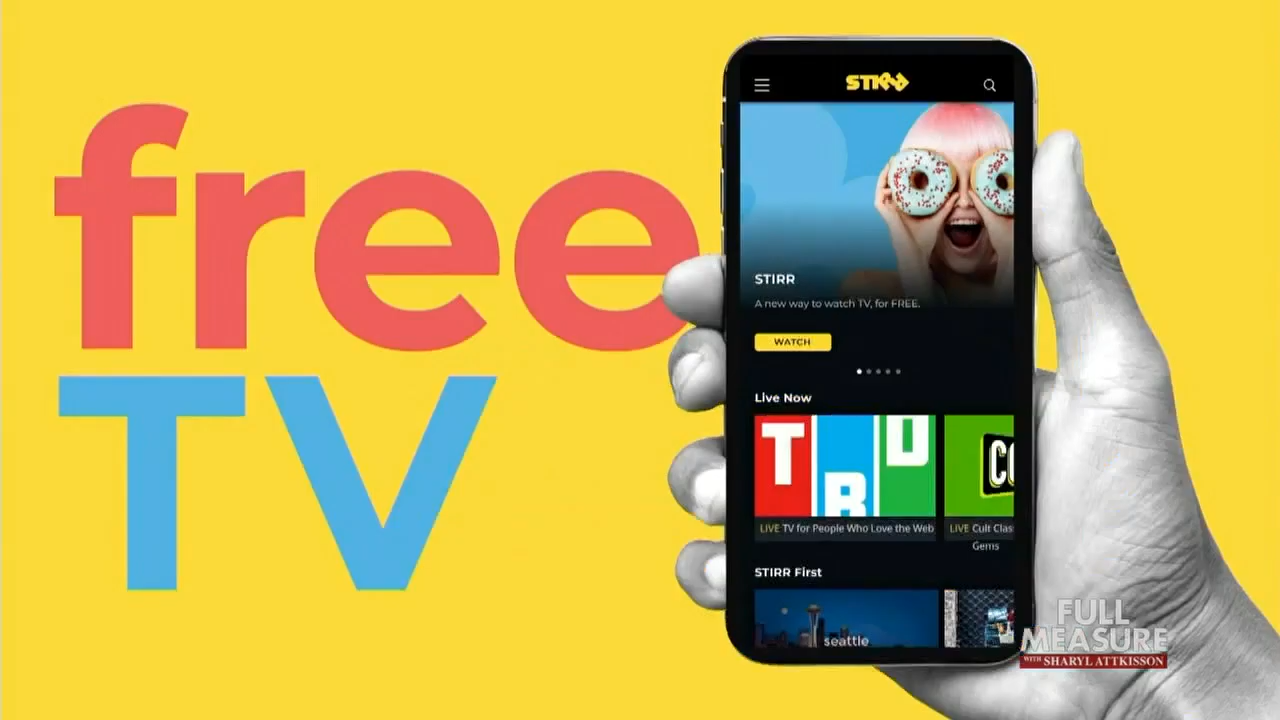 free
TV
STIRR
STIRR
A new way to watch TV, for FREE.
WATCH
Live Now
T
B
D
LIVE TV for People Who Love the Web
LIVE Cult Clas
Gems
STIRR First
seattle
FULL
MEASURE
WITH SHARYL ATTKISSON